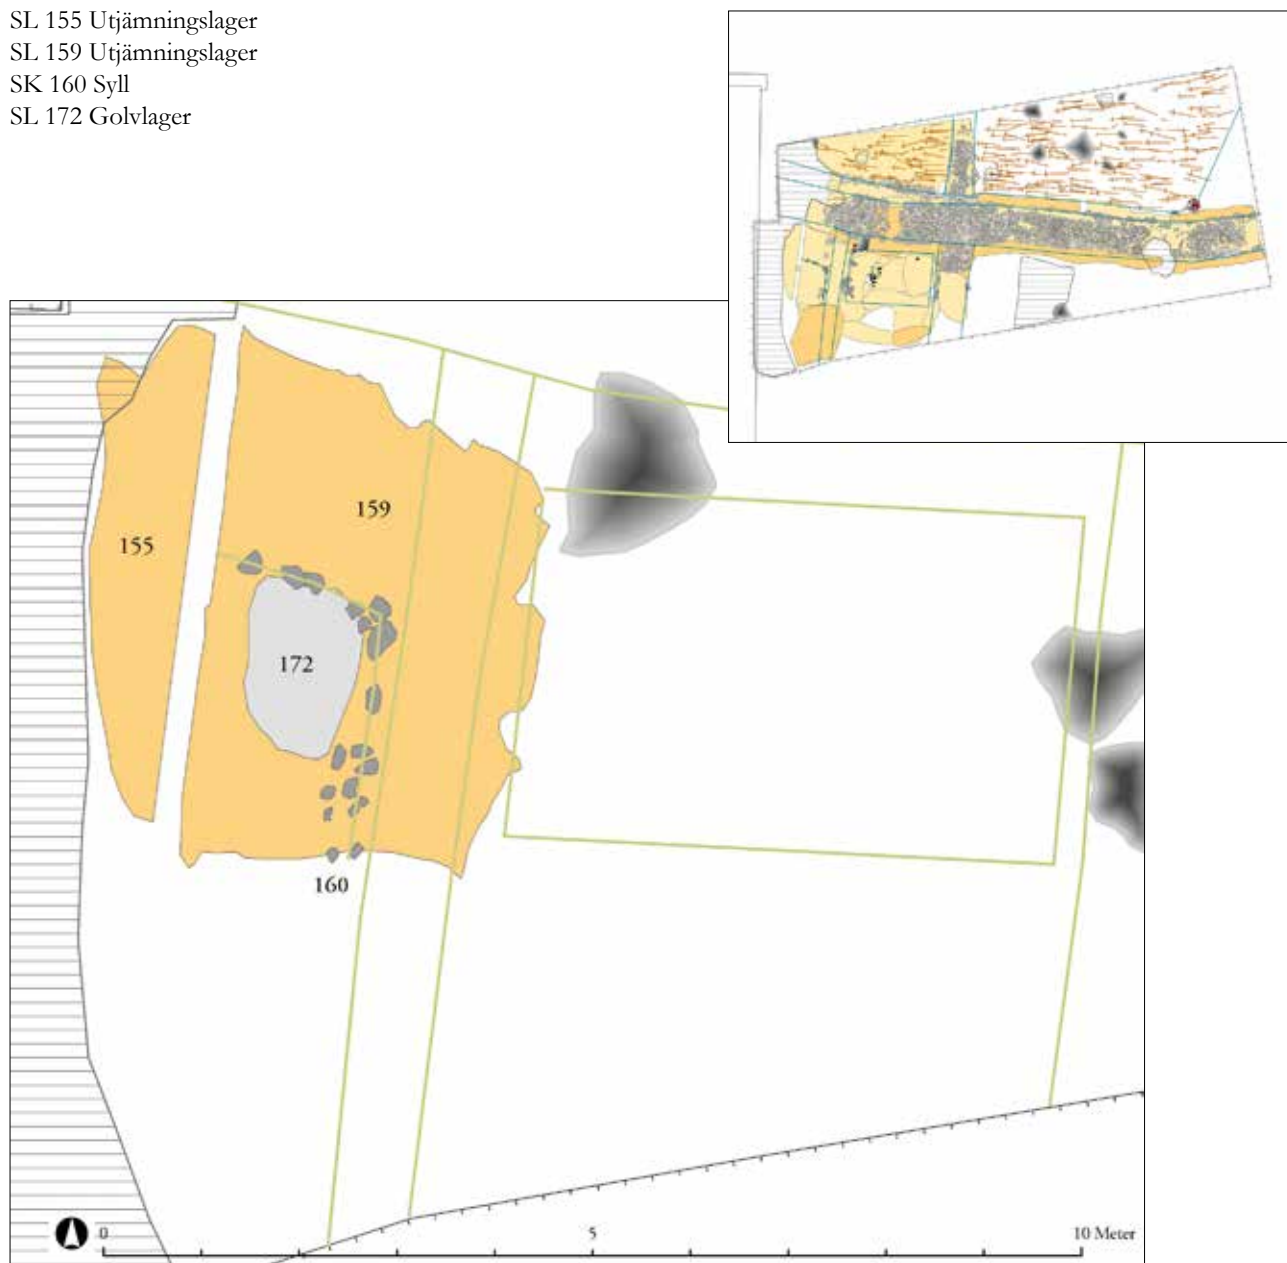 SL 155 Utjämningslager
SL 159 Utjämningslager
SK 160 Syll
SL 172 Golvlager
159
155
172
160
0 5 10 Meter